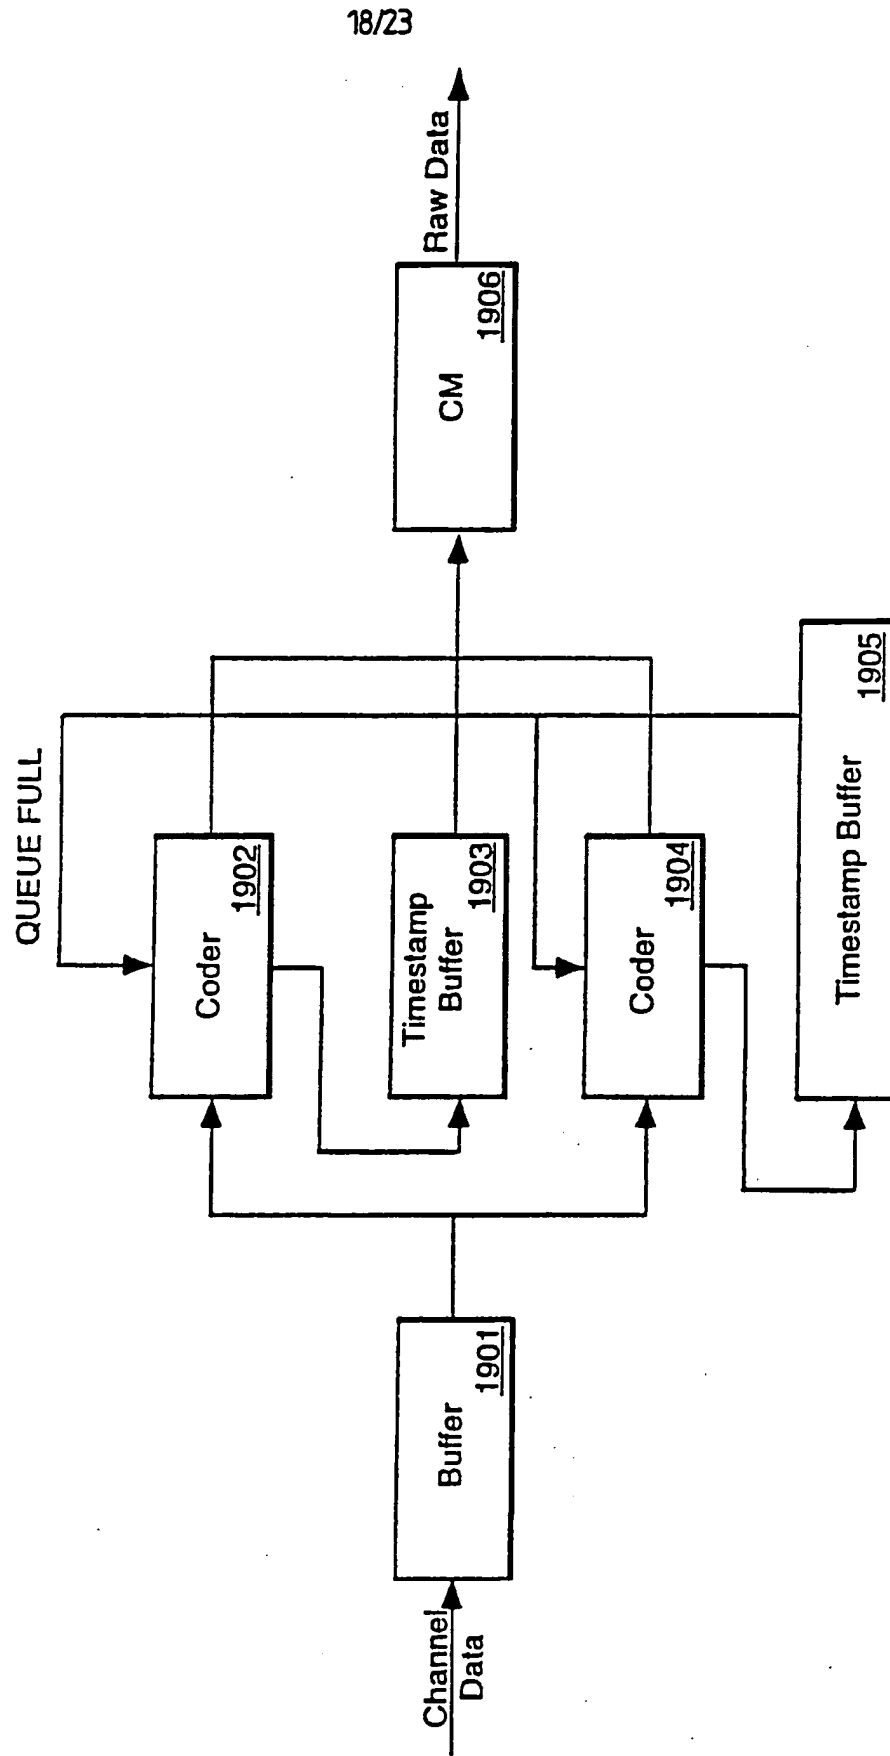 18/23
Channel
Data
Buffer
1901
QUEUE FULL
Coder
1902
Timestamp
Buffer
1903
Coder
1904
Timestamp Buffer
1905
CM
1906
Raw Data